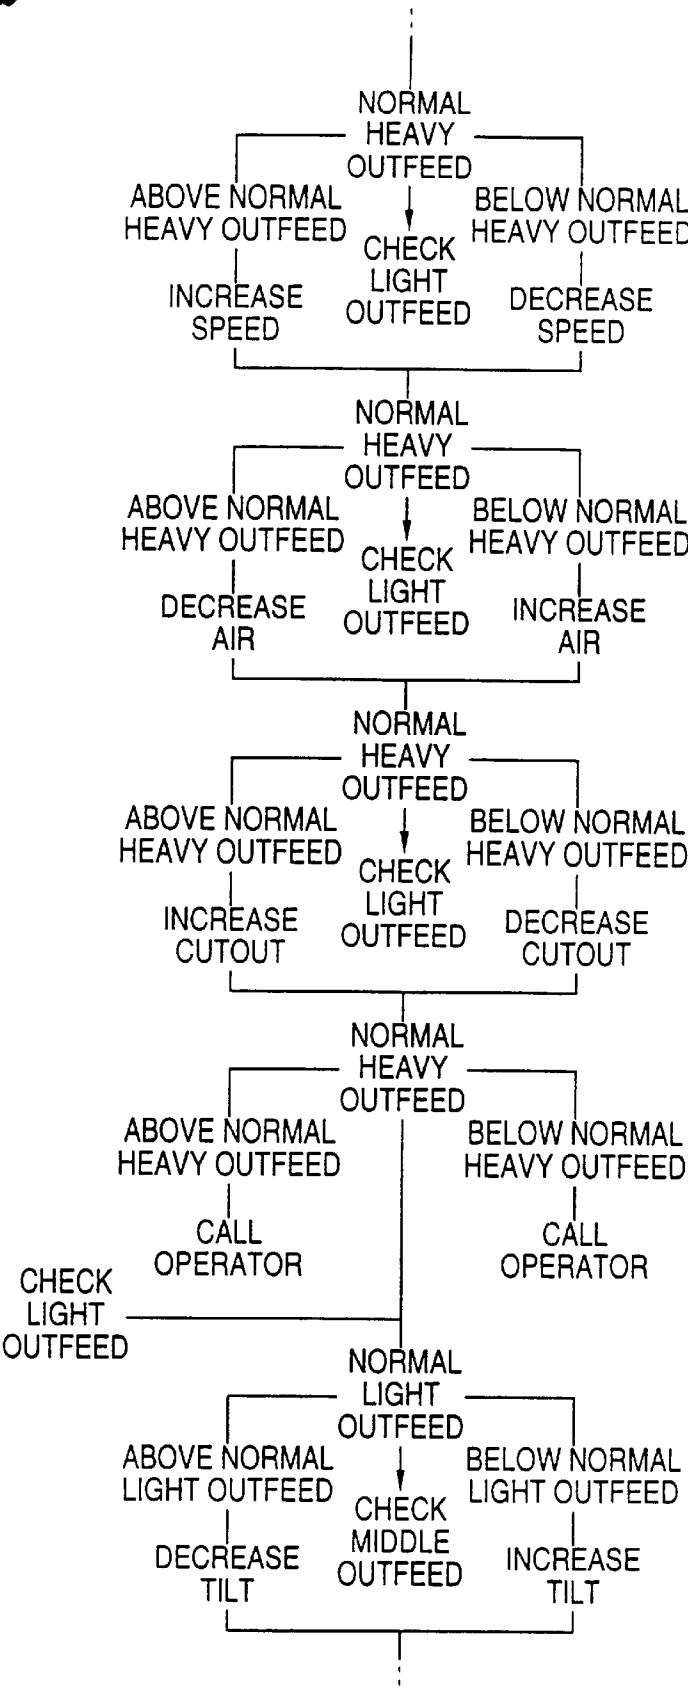 NORMAL
HEAVY
OUTFEED
ABOVE NORMAL
HEAVY OUTFEED
INCREASE
SPEED
CHECK
LIGHT
OUTFEED
BELOW NORMAL
HEAVY OUTFEED
DECREASE
SPEED
NORMAL
HEAVY
OUTFEED
ABOVE NORMAL
HEAVY OUTFEED
DECREASE
AIR
CHECK
LIGHT
OUTFEED
BELOW NORMAL
HEAVY OUTFEED
INCREASE
AIR
NORMAL
HEAVY
OUTFEED
ABOVE NORMAL
HEAVY OUTFEED
INCREASE
CUTOUT
CHECK
LIGHT
OUTFEED
BELOW NORMAL
HEAVY OUTFEED
DECREASE
CUTOUT
NORMAL
HEAVY
OUTFEED
ABOVE NORMAL
HEAVY OUTFEED
CALL
OPERATOR
BELOW NORMAL
HEAVY OUTFEED
CALL
OPERATOR
CHECK
LIGHT
OUTFEED
NORMAL
LIGHT
OUTFEED
ABOVE NORMAL
LIGHT OUTFEED
DECREASE
TILT
CHECK
MIDDLE
OUTFEED
BELOW NORMAL
LIGHT OUTFEED
INCREASE
TILT